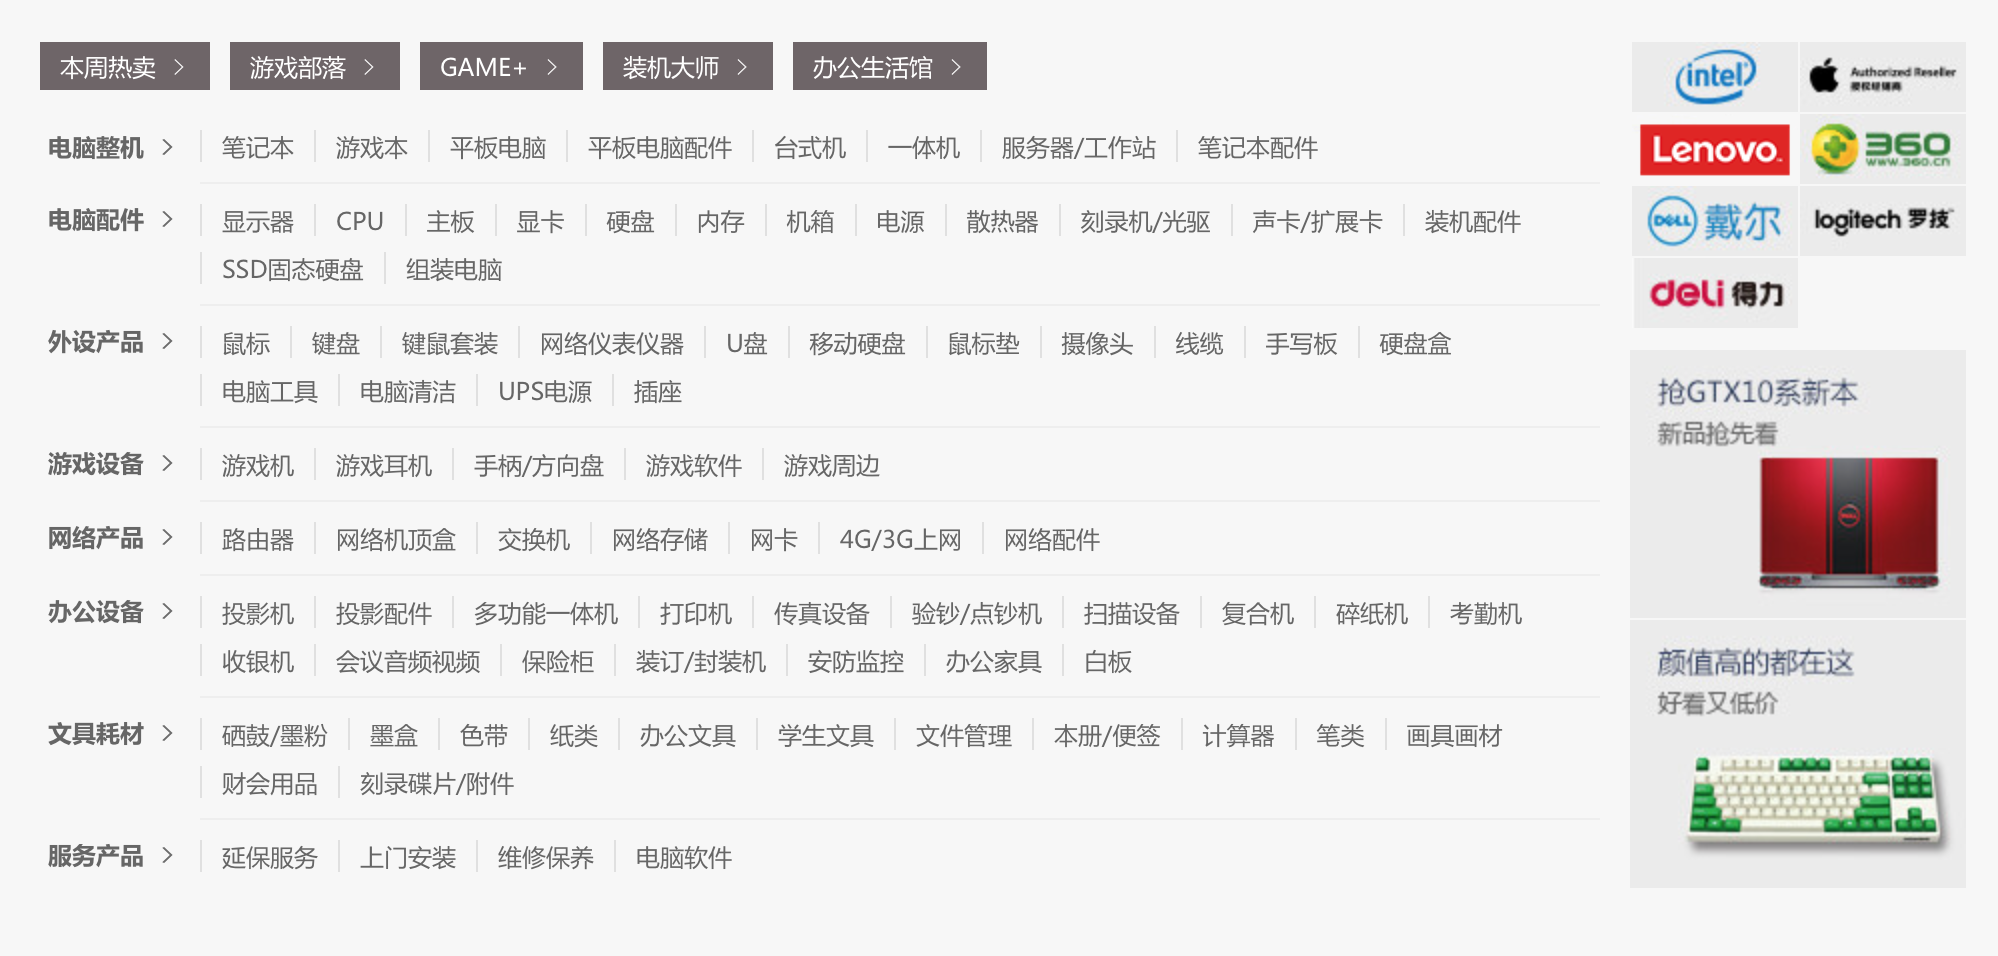 本周热卖 游戏部落 GAME+ 装机大师 办公生活馆
电脑整机 笔记本 游戏本 平板电脑 平板电脑配件 台式机 一体机 服务器/工作站 笔记本配件
电脑配件 显示器 CPU 主板 显卡 硬盘 内存 机箱 电源 散热器 刻录机/光驱 声卡/扩展卡 装机配件
SSD固态硬盘 组装电脑
外设产品 鼠标 键盘 键鼠套装 网络仪表仪器 U盘 移动硬盘 鼠标垫 摄像头 线缆 手写板 硬盘盒
电脑工具 电脑清洁 UPS电源 插座
游戏设备 游戏机 游戏耳机 手柄/方向盘 游戏软件 游戏周边
网络产品 路由器 网络机顶盒 交换机 网络存储 网卡 4G/3G上网 网络配件
办公设备 投影机 投影配件 多功能一体机 打印机 传真设备 验钞/点钞机 扫描设备 复合机 碎纸机 考勤机
收银机 会议音频视频 保险柜 装订/封装机 安防监控 办公家具 白板
文具耗材 硒鼓/墨粉 墨盒 色带 纸类 办公文具 学生文具 文件管理 本册/便签 计算器 笔类 画具画材
财会用品 刻录碟片/附件
服务产品 延保服务 上门安装 维修保养 电脑软件
intel
Authorized Reseller
授权经销商
Lenovo
360
www.360.cn
DELL 戴尔
logitech 罗技
deli 得力
抢GTX10系新本
新品抢先看
DELL
颜值高的都在这
好看又低价